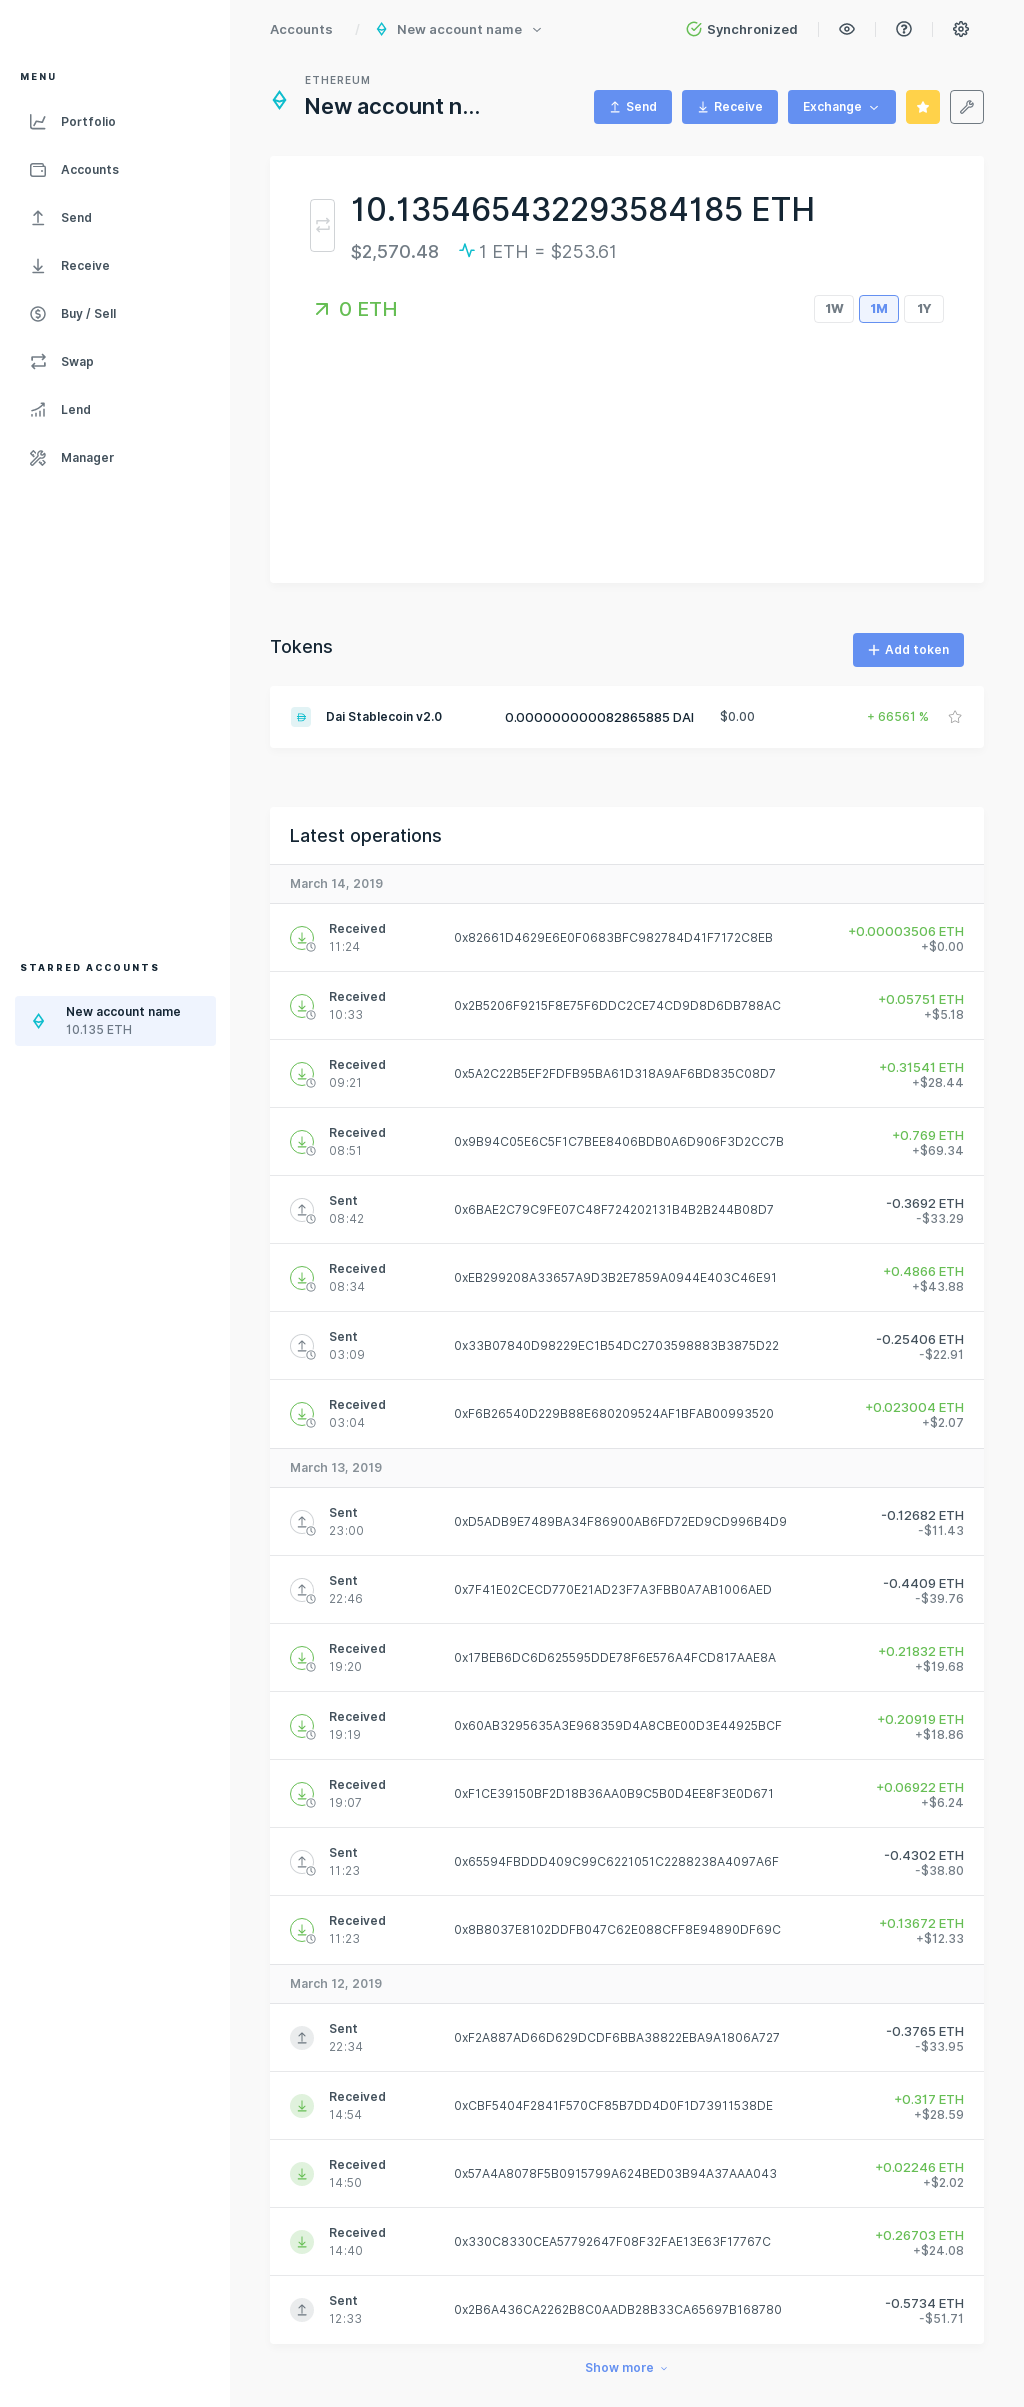 Accounts / New account name
Synchronized
MENU
Portfolio
Accounts
Send
Receive
Buy / Sell
Swap
Lend
Manager
STARRED ACCOUNTS
New account name
10.135 ETH
ETHEREUM
New account n...
Send
Receive
Exchange
10.135465432293584185 ETH
$2,570.48 1 ETH = $253.61
0 ETH
1W 1M 1Y
Tokens
Add token
Dai Stablecoin v2.0 0.000000000082865885 DAI $0.00 + 66561 %
Latest operations
March 14, 2019
Received
11:24
0x82661D4629E6E0F0683BFC982784D41F7172C8EB
+0.00003506 ETH
+$0.00
Received
10:33
0x2B5206F9215F8E75F6DDC2CE74CD9D8D6DB788AC
+0.05751 ETH
+$5.18
Received
09:21
0x5A2C22B5EF2FDFB95BA61D318A9AF6BD835C08D7
+0.31541 ETH
+$28.44
Received
08:51
0x9B94C05E6C5F1C7BEE8406BDB0A6D906F3D2CC7B
+0.769 ETH
+$69.34
Sent
08:42
0x6BAE2C79C9FE07C48F724202131B4B2B244B08D7
-0.3692 ETH
-$33.29
Received
08:34
0xEB299208A33657A9D3B2E7859A0944E403C46E91
+0.4866 ETH
+$43.88
Sent
03:09
0x33B07840D98229EC1B54DC2703598883B3875D22
-0.25406 ETH
-$22.91
Received
03:04
0xF6B26540D229B88E680209524AF1BFAB00993520
+0.023004 ETH
+$2.07
March 13, 2019
Sent
23:00
0xD5ADB9E7489BA34F86900AB6FD72ED9CD996B4D9
-0.12682 ETH
-$11.43
Sent
22:46
0x7F41E02CECD770E21AD23F7A3FBB0A7AB1006AED
-0.4409 ETH
-$39.76
Received
19:20
0x17BEB6DC6D625595DDE78F6E576A4FCD817AAE8A
+0.21832 ETH
+$19.68
Received
19:19
0x60AB3295635A3E968359D4A8CBE00D3E44925BCF
+0.20919 ETH
+$18.86
Received
19:07
0xF1CE39150BF2D18B36AA0B9C5B0D4EE8F3E0D671
+0.06922 ETH
+$6.24
Sent
11:23
0x65594FBDDD409C99C6221051C2288238A4097A6F
-0.4302 ETH
-$38.80
Received
11:23
0x8B8037E8102DDFB047C62E088CFF8E94890DF69C
+0.13672 ETH
+$12.33
March 12, 2019
Sent
22:34
0xF2A887AD66D629DCDF6BBA38822EBA9A1806A727
-0.3765 ETH
-$33.95
Received
14:54
0xCBF5404F2841F570CF85B7DD4D0F1D73911538DE
+0.317 ETH
+$28.59
Received
14:50
0x57A4A8078F5B0915799A624BED03B94A37AAA043
+0.02246 ETH
+$2.02
Received
14:40
0x330C8330CEA57792647F08F32FAE13E63F17767C
+0.26703 ETH
+$24.08
Sent
12:33
0x2B6A436CA2262B8C0AADB28B33CA65697B168780
-0.5734 ETH
-$51.71
Show more